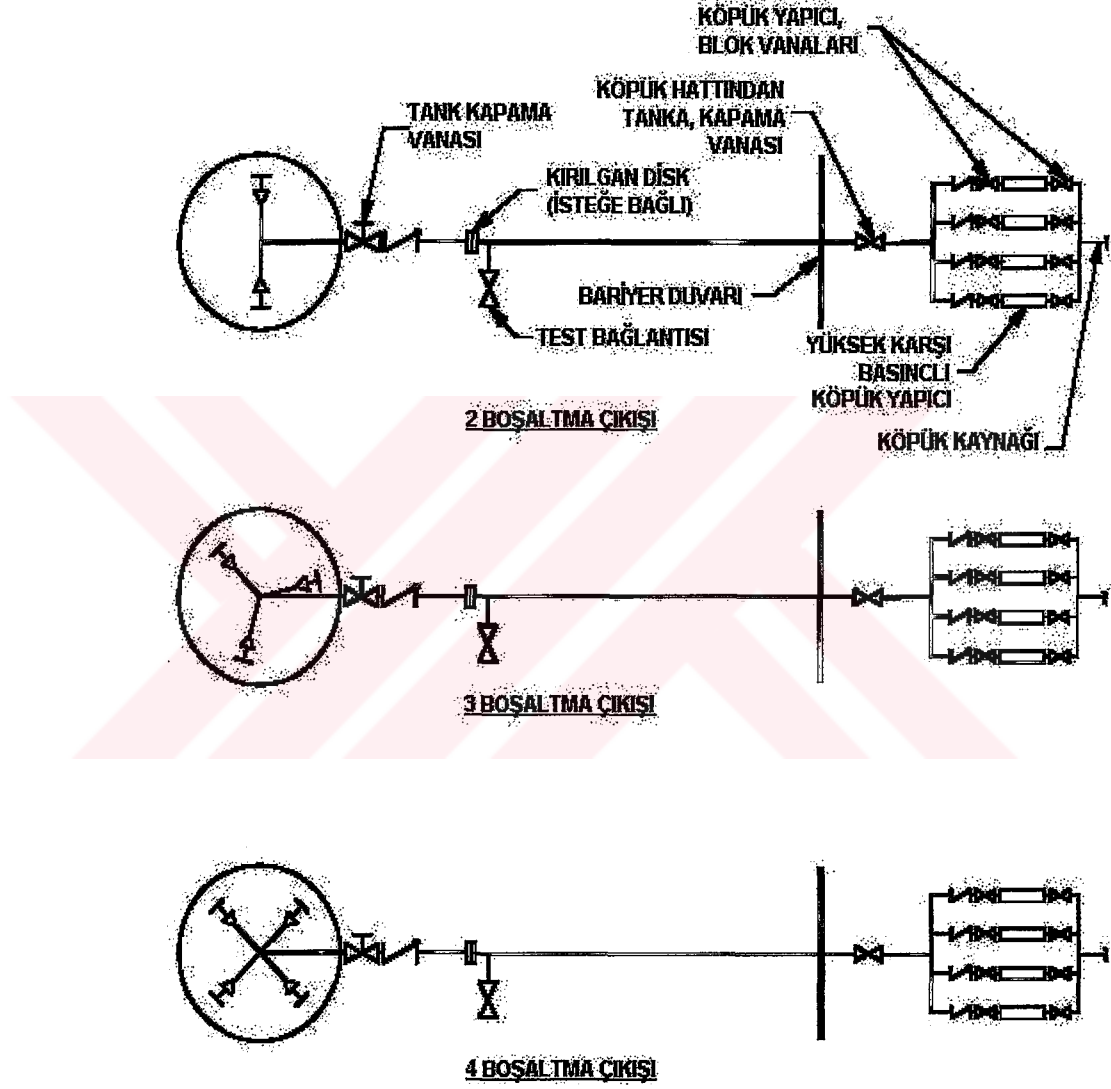 KÖPÜK YAPICI,
BLOK VANALARI
KÖPÜK HATTINDAN
TANKA, KAPAMA
VANASI
TANK KAPAMA
VANASI
KIRILGAN DİSK
(İSTEĞE BAĞLI)
BARİYER DUVARI
TEST BAĞLANTISI
YÜKSEK KARŞI
BASINCLI
KÖPÜK YAPICI
2 BOŞALTMA ÇIKIŞI
KÖPÜK KAYNAĞI
3 BOŞALTMA ÇIKIŞI
4 BOŞALTMA ÇIKIŞI